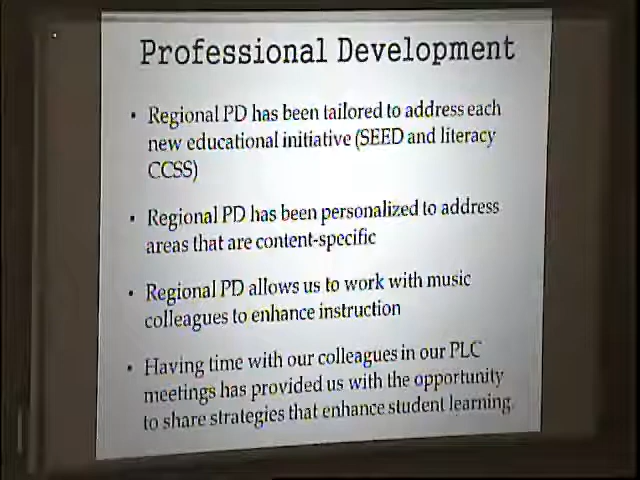 Professional Development
• Regional PD has been tailored to address each
new educational initiative (SEED and literacy
CCSS)
• Regional PD has been personalized to address
areas that are content-specific
• Regional PD allows us to work with music
colleagues to enhance instruction
• Having time with our colleagues in our PLC
meetings has provided us with the opportunity
to share strategies that enhance student learning